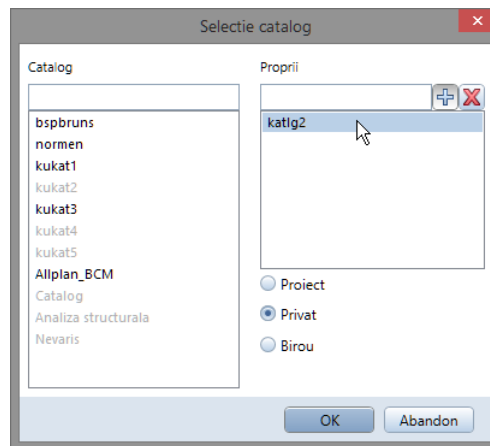 Selectie catalog
Catalog
bspbruns
normen
kukat1
kukat2
kukat3
kukat4
kukat5
Allplan_BCM
Catalog
Analiza structurala
Nevaris
Proprii
katlg2
Proiect
Privat
Birou
OK
Abandon